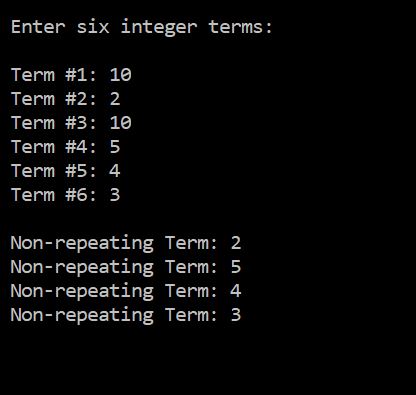 Enter six integer terms:
Term #1: 10
Term #2: 2
Term #3: 10
Term #4: 5
Term #5: 4
Term #6: 3
Non-repeating Term: 2
Non-repeating Term: 5
Non-repeating Term: 4
Non-repeating Term: 3